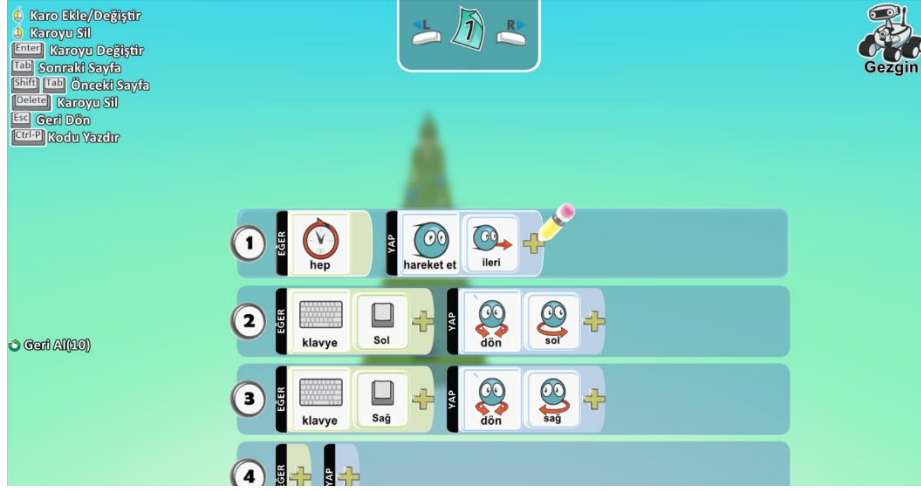 Karo Ekle/Değiştir
Karoyu Sil
Enter Karoyu Değiştir
Tab Sonraki Sayfa
Shift Tab Önceki Sayfa
Delete Karoyu Sil
Esc Geri Dön
Ctrl-P Kodu Yazdır
L 1 R
Gezgin
1 EĞER hep YAP hareket et ileri
2 EĞER klavye Sol YAP dön sol
Geri Al(10)
3 EĞER klavye Sağ YAP dön sağ
4 EĞER YAP